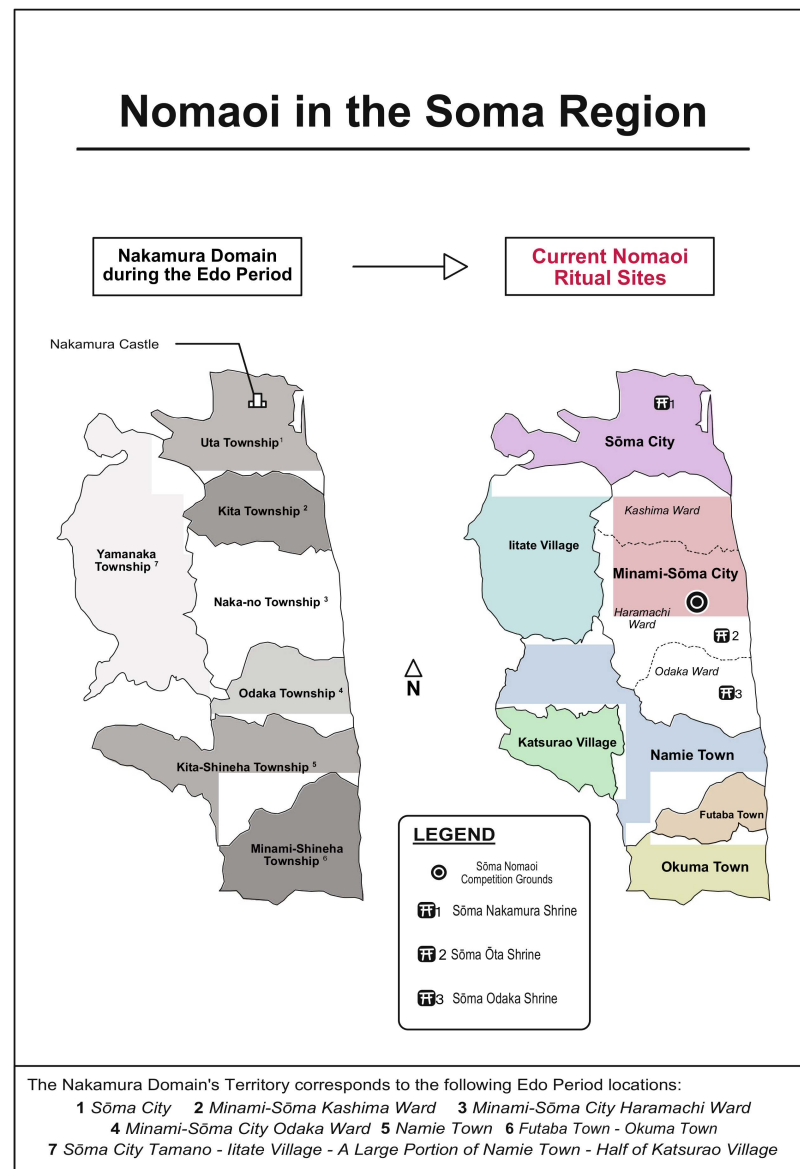 Nomaoi in the Soma Region
Nakamura Domain
during the Edo Period
Current Nomaoi
Ritual Sites
Nakamura Castle
Uta Township ¹
Kita Township ²
Yamanaka
Township ⁷
Naka-no Township ³
Odaka Township ⁴
Kita-Shineha Township ⁵
Minami-Shineha
Township ⁶
N
1
Sōma City
Kashima Ward
Iitate Village
Minami-Sōma City
Haramachi
Ward
2
Odaka Ward
3
Katsurao Village
Namie Town
Futaba Town
Okuma Town
LEGEND
Sōma Nomaoi
Competition Grounds
1 Sōma Nakamura Shrine
2 Sōma Ōta Shrine
3 Sōma Odaka Shrine
The Nakamura Domain's Territory corresponds to the following Edo Period locations:
1 Sōma City 2 Minami-Sōma Kashima Ward 3 Minami-Sōma City Haramachi Ward
4 Minami-Sōma City Odaka Ward 5 Namie Town 6 Futaba Town - Okuma Town
7 Sōma City Tamano - Iitate Village - A Large Portion of Namie Town - Half of Katsurao Village